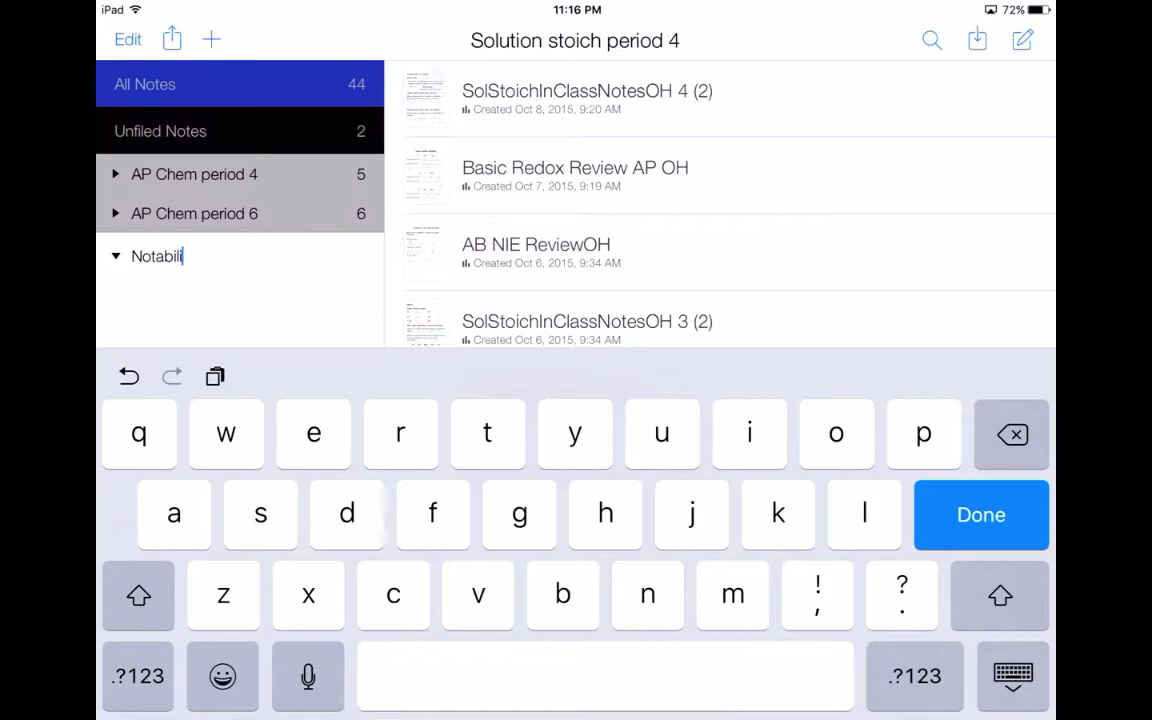 iPad 11:16 PM 72%
Edit Solution stoich period 4
All Notes 44
Unfiled Notes 2
AP Chem period 4 5
AP Chem period 6 6
Notabili
SolStoichInClassNotesOH 4 (2)
Created Oct 8, 2015, 9:20 AM
Basic Redox Review AP OH
Created Oct 7, 2015, 9:19 AM
AB NIE ReviewOH
Created Oct 6, 2015, 9:34 AM
SolStoichInClassNotesOH 3 (2)
Created Oct 6, 2015, 9:34 AM
q w e r t y u i o p
a s d f g h j k l Done
z x c v b n m ! , ? .
.?123 .?123